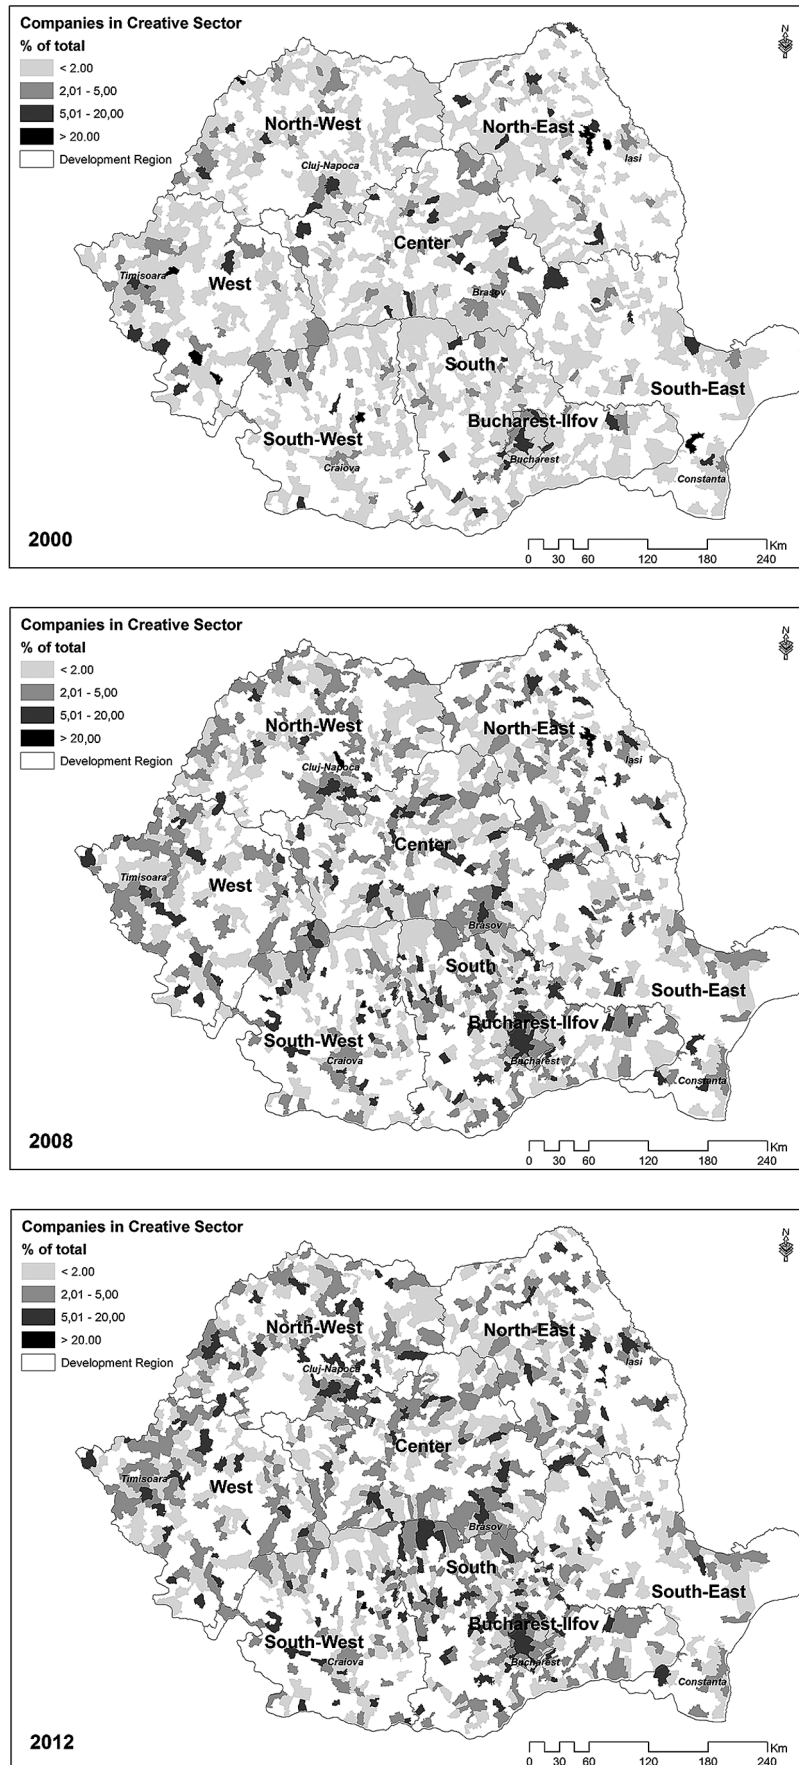 Companies in Creative Sector
% of total
< 2.00
2,01 - 5,00
5,01 - 20,00
> 20.00
Development Region
N
North-West
North-East
Iasi
Cluj-Napoca
Center
Timisoara
West
Brasov
South
South-East
Bucharest-Ilfov
South-West
Bucharest
Craiova
Constanta
2000
Km
0 30 60 120 180 240
Companies in Creative Sector
% of total
< 2.00
2,01 - 5,00
5,01 - 20,00
> 20,00
Development Region
N
North-West
North-East
Iasi
Cluj-Napoca
Center
Timisoara
West
Brasov
South
South-East
Bucharest-Ilfov
South-West
Bucharest
Craiova
Constanta
2008
Km
0 30 60 120 180 240
Companies in Creative Sector
% of total
< 2.00
2,01 - 5,00
5,01 - 20,00
> 20.00
Development Region
N
North-West
North-East
Iasi
Cluj-Napoca
Center
Timisoara
West
Brasov
South
South-East
Bucharest-Ilfov
South-West
Bucharest
Craiova
Constanta
2012
Km
0 30 60 120 180 240